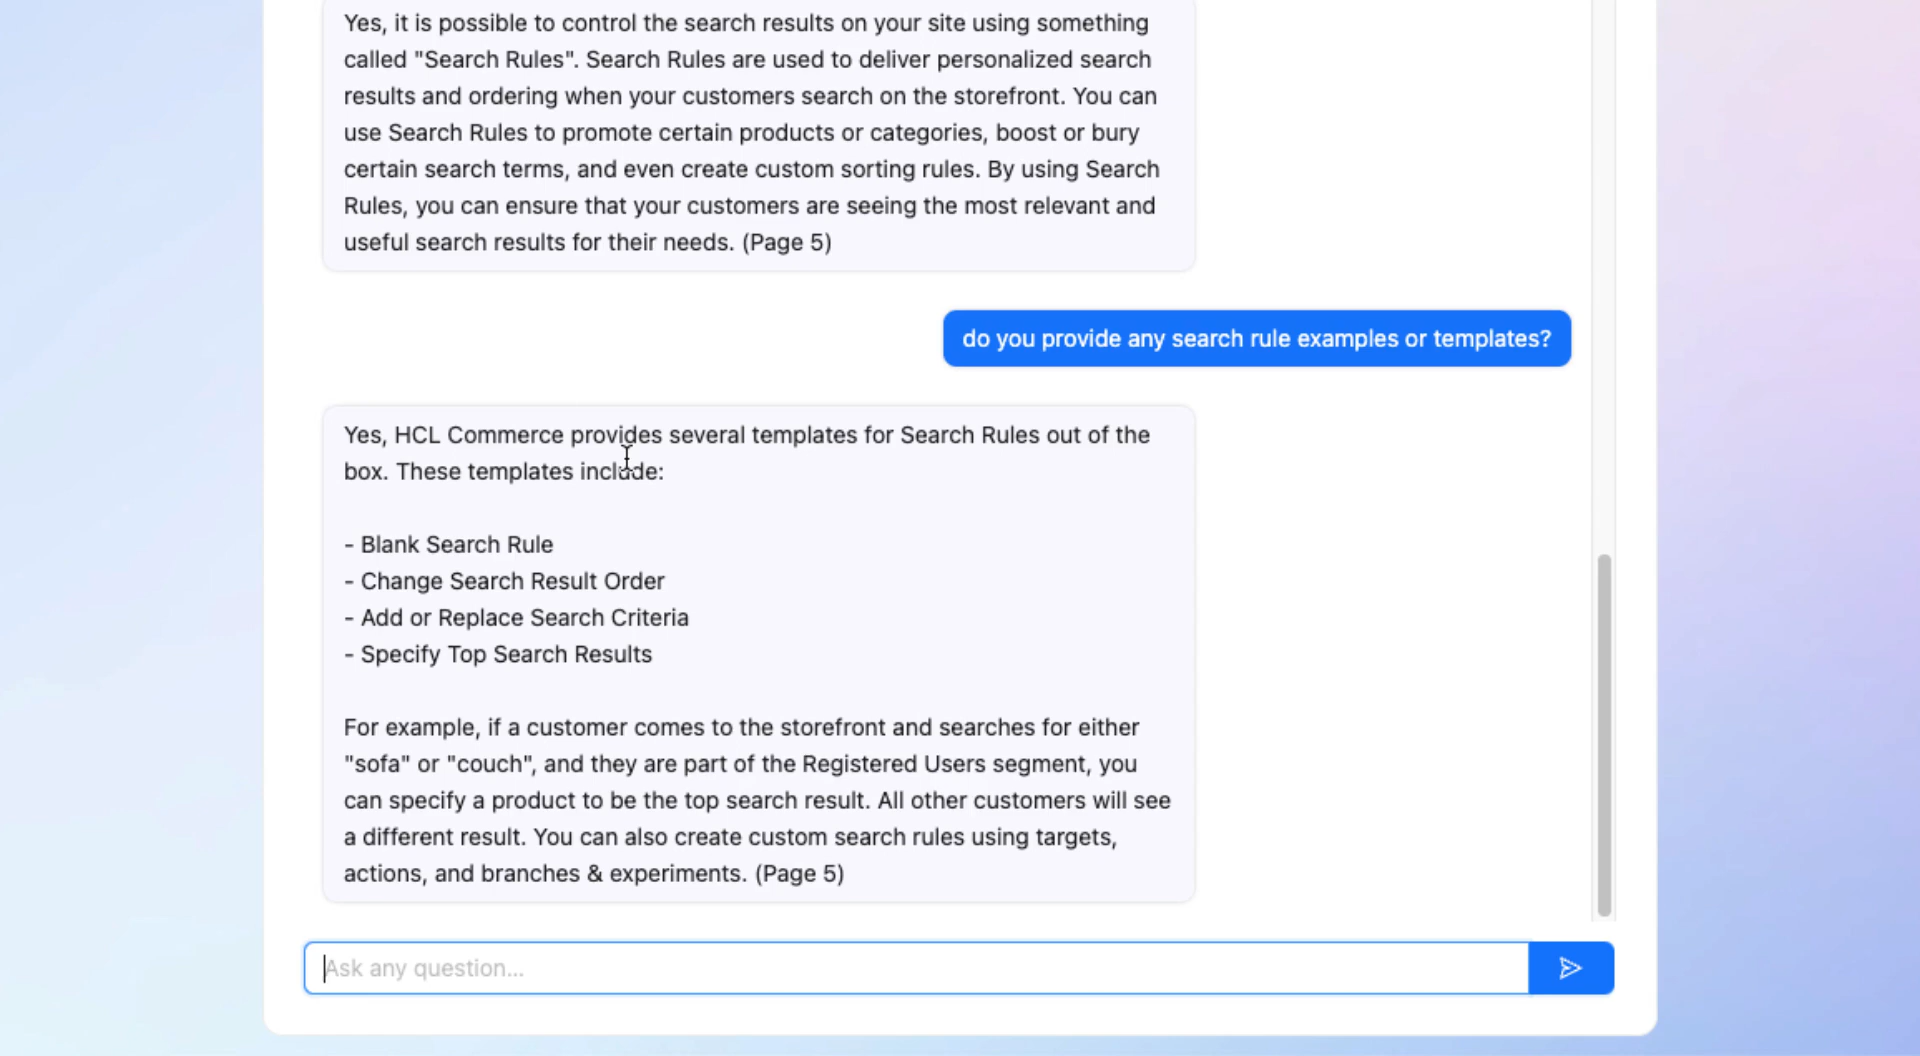 Yes, it is possible to control the search results on your site using something
called "Search Rules". Search Rules are used to deliver personalized search
results and ordering when your customers search on the storefront. You can
use Search Rules to promote certain products or categories, boost or bury
certain search terms, and even create custom sorting rules. By using Search
Rules, you can ensure that your customers are seeing the most relevant and
useful search results for their needs. (Page 5)
do you provide any search rule examples or templates?
Yes, HCL Commerce provides several templates for Search Rules out of the
box. These templates include:
- Blank Search Rule
- Change Search Result Order
- Add or Replace Search Criteria
- Specify Top Search Results
For example, if a customer comes to the storefront and searches for either
"sofa" or "couch", and they are part of the Registered Users segment, you
can specify a product to be the top search result. All other customers will see
a different result. You can also create custom search rules using targets,
actions, and branches & experiments. (Page 5)
Ask any question...